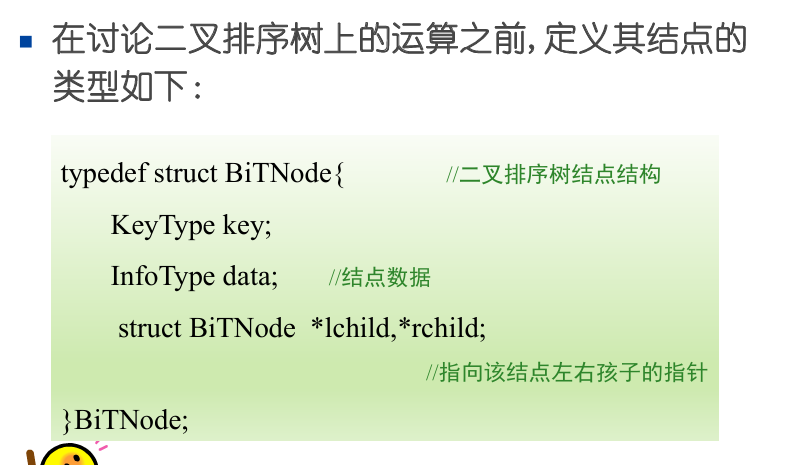 在讨论二叉排序树上的运算之前,定义其结点的
类型如下:
typedef struct BiTNode{ //二叉排序树结点结构
KeyType key;
InfoType data; //结点数据
struct BiTNode *lchild,*rchild;
//指向该结点左右孩子的指针
}BiTNode;